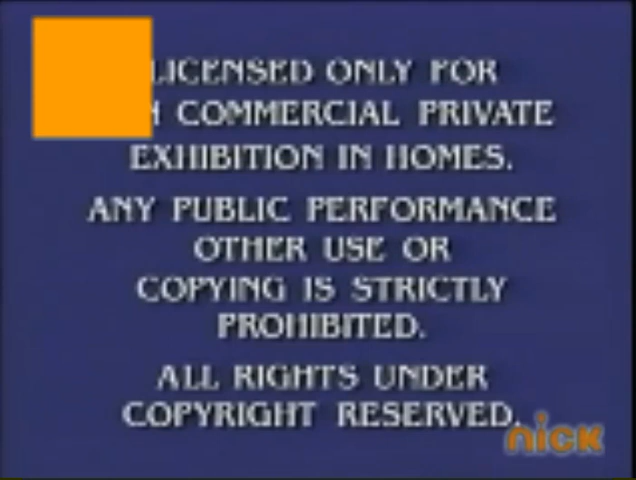 LICENSED ONLY FOR
COMMERCIAL PRIVATE
EXHIBITION IN HOMES.
ANY PUBLIC PERFORMANCE
OTHER USE OR
COPYING IS STRICTLY
PROHIBITED.
ALL RIGHTS UNDER
COPYRIGHT RESERVED.
nick